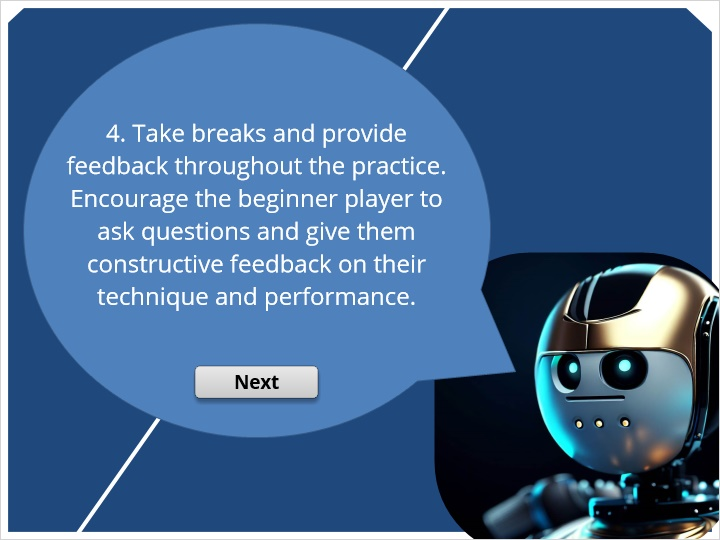 4. Take breaks and provide
feedback throughout the practice.
Encourage the beginner player to
ask questions and give them
constructive feedback on their
technique and performance.
Next